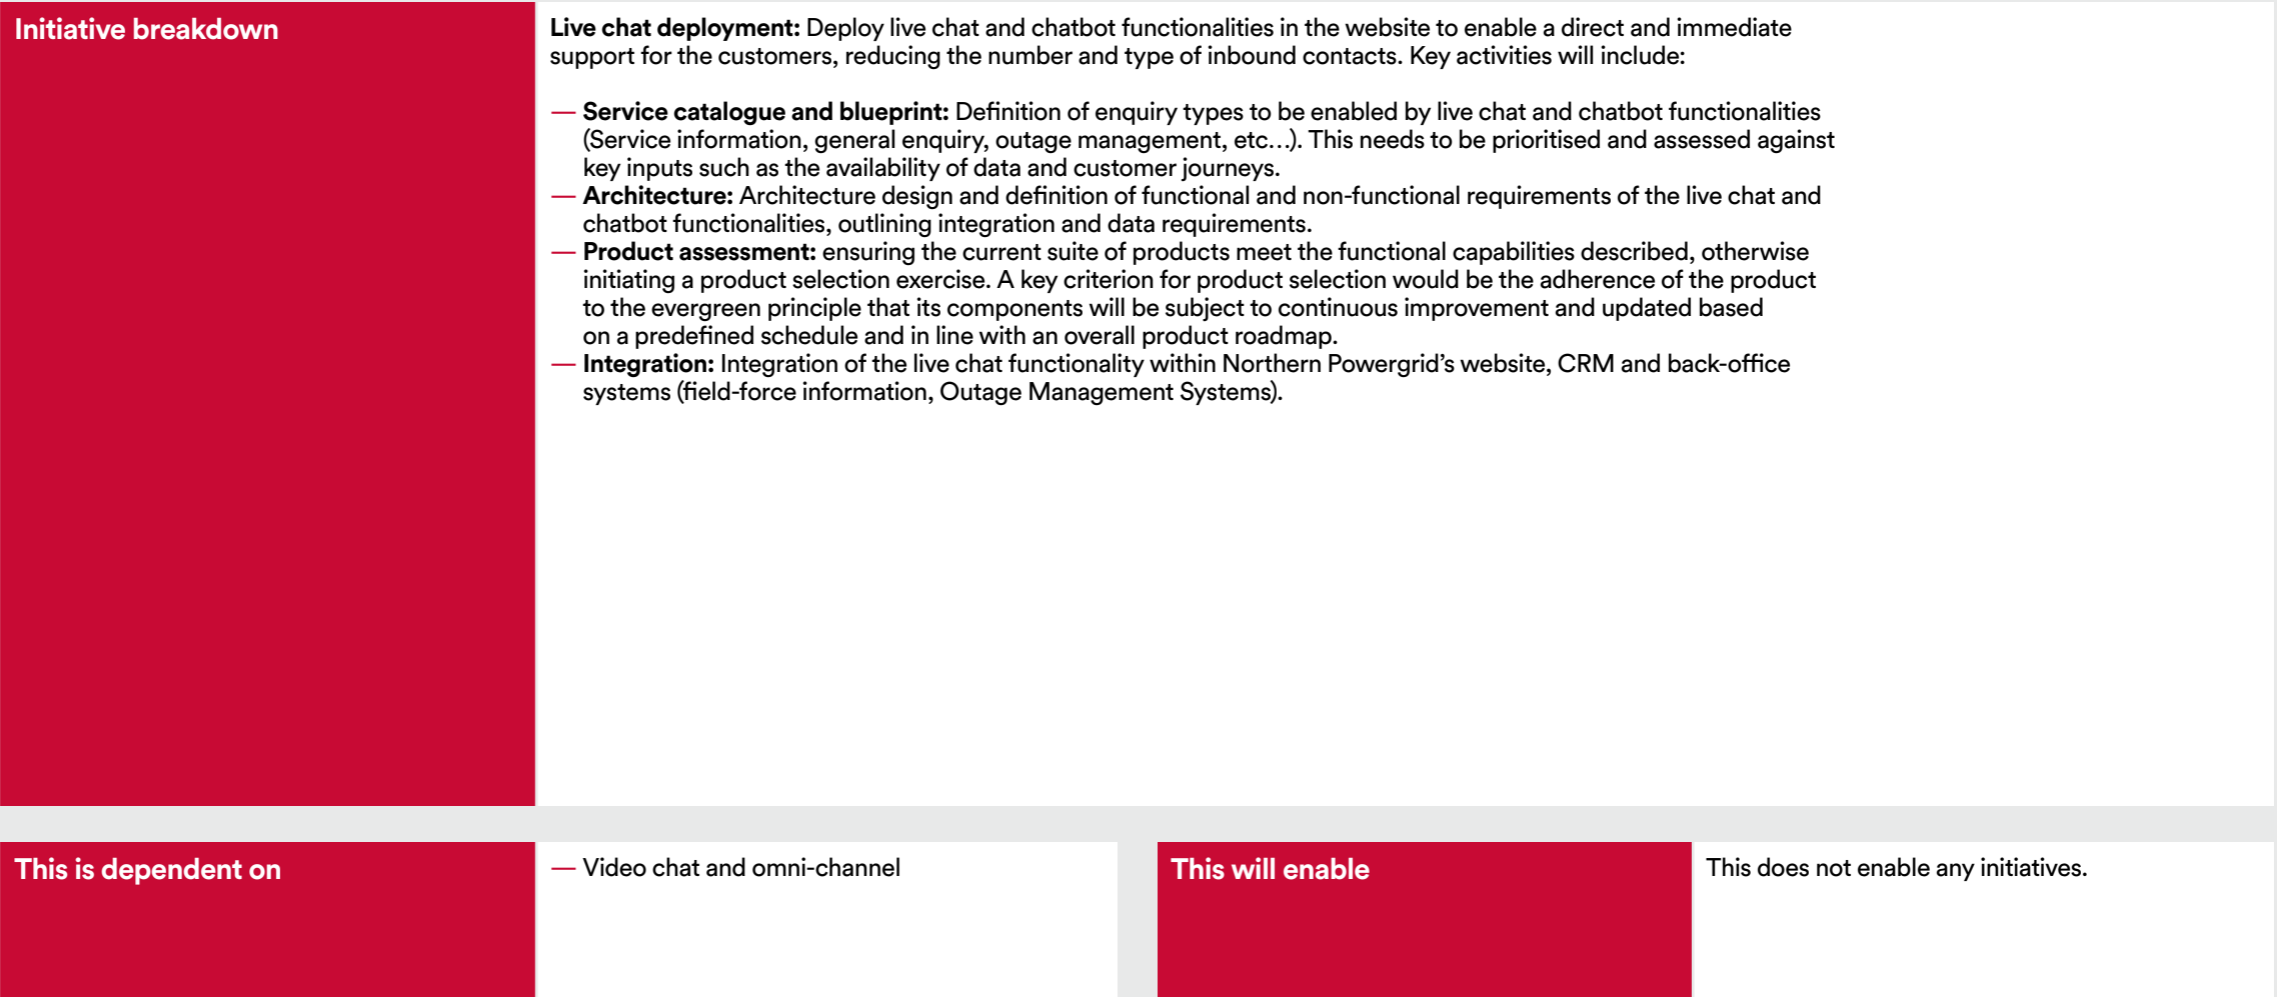 Initiative breakdown
Live chat deployment: Deploy live chat and chatbot functionalities in the website to enable a direct and immediate
support for the customers, reducing the number and type of inbound contacts. Key activities will include:
— Service catalogue and blueprint: Definition of enquiry types to be enabled by live chat and chatbot functionalities
(Service information, general enquiry, outage management, etc...). This needs to be prioritised and assessed against
key inputs such as the availability of data and customer journeys.
— Architecture: Architecture design and definition of functional and non-functional requirements of the live chat and
chatbot functionalities, outlining integration and data requirements.
— Product assessment: ensuring the current suite of products meet the functional capabilities described, otherwise
initiating a product selection exercise. A key criterion for product selection would be the adherence of the product
to the evergreen principle that its components will be subject to continuous improvement and updated based
on a predefined schedule and in line with an overall product roadmap.
— Integration: Integration of the live chat functionality within Northern Powergrid’s website, CRM and back-office
systems (field-force information, Outage Management Systems).
This is dependent on
— Video chat and omni-channel
This will enable
This does not enable any initiatives.